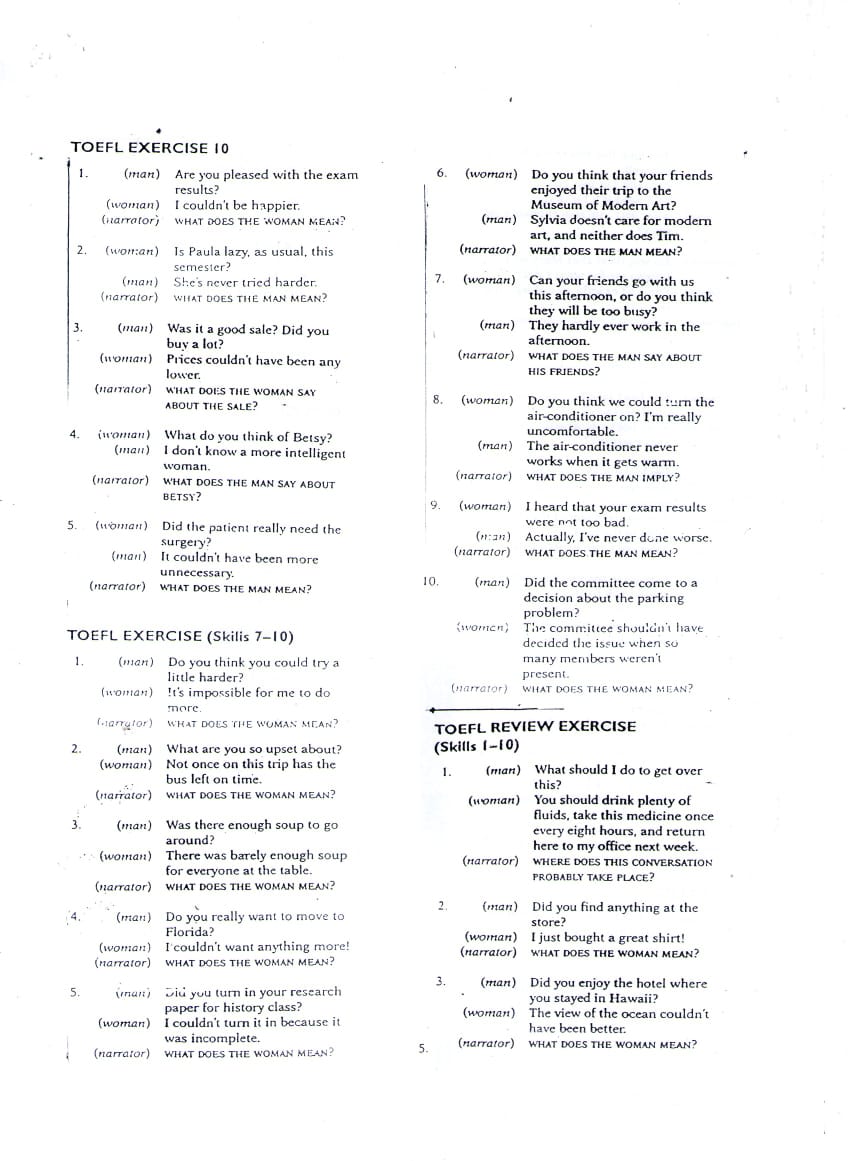 TOEFL EXERCISE 10
1. (man) Are you pleased with the exam
results?
(woman) I couldn't be happier.
(narrator) WHAT DOES THE WOMAN MEAN?
2. (woman) Is Paula lazy, as usual, this
semester?
(man) She's never tried harder.
(narrator) WHAT DOES THE MAN MEAN?
3. (man) Was it a good sale? Did you
buy a lot?
(woman) Prices couldn't have been any
lower.
(narrator) WHAT DOES THE WOMAN SAY
ABOUT THE SALE?
4. (woman) What do you think of Betsy?
(man) I don't know a more intelligent
woman.
(narrator) WHAT DOES THE MAN SAY ABOUT
BETSY?
5. (woman) Did the patient really need the
surgery?
(man) It couldn't have been more
unnecessary.
(narrator) WHAT DOES THE MAN MEAN?
TOEFL EXERCISE (Skills 7–10)
1. (man) Do you think you could try a
little harder?
(woman) It's impossible for me to do
more.
(narrator) WHAT DOES THE WOMAN MEAN?
2. (man) What are you so upset about?
(woman) Not once on this trip has the
bus left on time.
(narrator) WHAT DOES THE WOMAN MEAN?
3. (man) Was there enough soup to go
around?
(woman) There was barely enough soup
for everyone at the table.
(narrator) WHAT DOES THE WOMAN MEAN?
4. (man) Do you really want to move to
Florida?
(woman) I couldn't want anything more!
(narrator) WHAT DOES THE WOMAN MEAN?
5. (man) Did you turn in your research
paper for history class?
(woman) I couldn't turn it in because it
was incomplete.
(narrator) WHAT DOES THE WOMAN MEAN?
6. (woman) Do you think that your friends
enjoyed their trip to the
Museum of Modern Art?
(man) Sylvia doesn't care for modern
art, and neither does Tim.
(narrator) WHAT DOES THE MAN MEAN?
7. (woman) Can your friends go with us
this afternoon, or do you think
they will be too busy?
(man) They hardly ever work in the
afternoon.
(narrator) WHAT DOES THE MAN SAY ABOUT
HIS FRIENDS?
8. (woman) Do you think we could turn the
air-conditioner on? I'm really
uncomfortable.
(man) The air-conditioner never
works when it gets warm.
(narrator) WHAT DOES THE MAN IMPLY?
9. (woman) I heard that your exam results
were not too bad.
(man) Actually, I've never done worse.
(narrator) WHAT DOES THE MAN MEAN?
10. (man) Did the committee come to a
decision about the parking
problem?
(women) The committee shouldn't have
decided the issue when so
many members weren't
present.
(narrator) WHAT DOES THE WOMAN MEAN?
TOEFL REVIEW EXERCISE
(Skills 1–10)
1. (man) What should I do to get over
this?
(woman) You should drink plenty of
fluids, take this medicine once
every eight hours, and return
here to my office next week.
(narrator) WHERE DOES THIS CONVERSATION
PROBABLY TAKE PLACE?
2. (man) Did you find anything at the
store?
(woman) I just bought a great shirt!
(narrator) WHAT DOES THE WOMAN MEAN?
3. (man) Did you enjoy the hotel where
you stayed in Hawaii?
(woman) The view of the ocean couldn't
have been better.
(narrator) WHAT DOES THE WOMAN MEAN?
5.